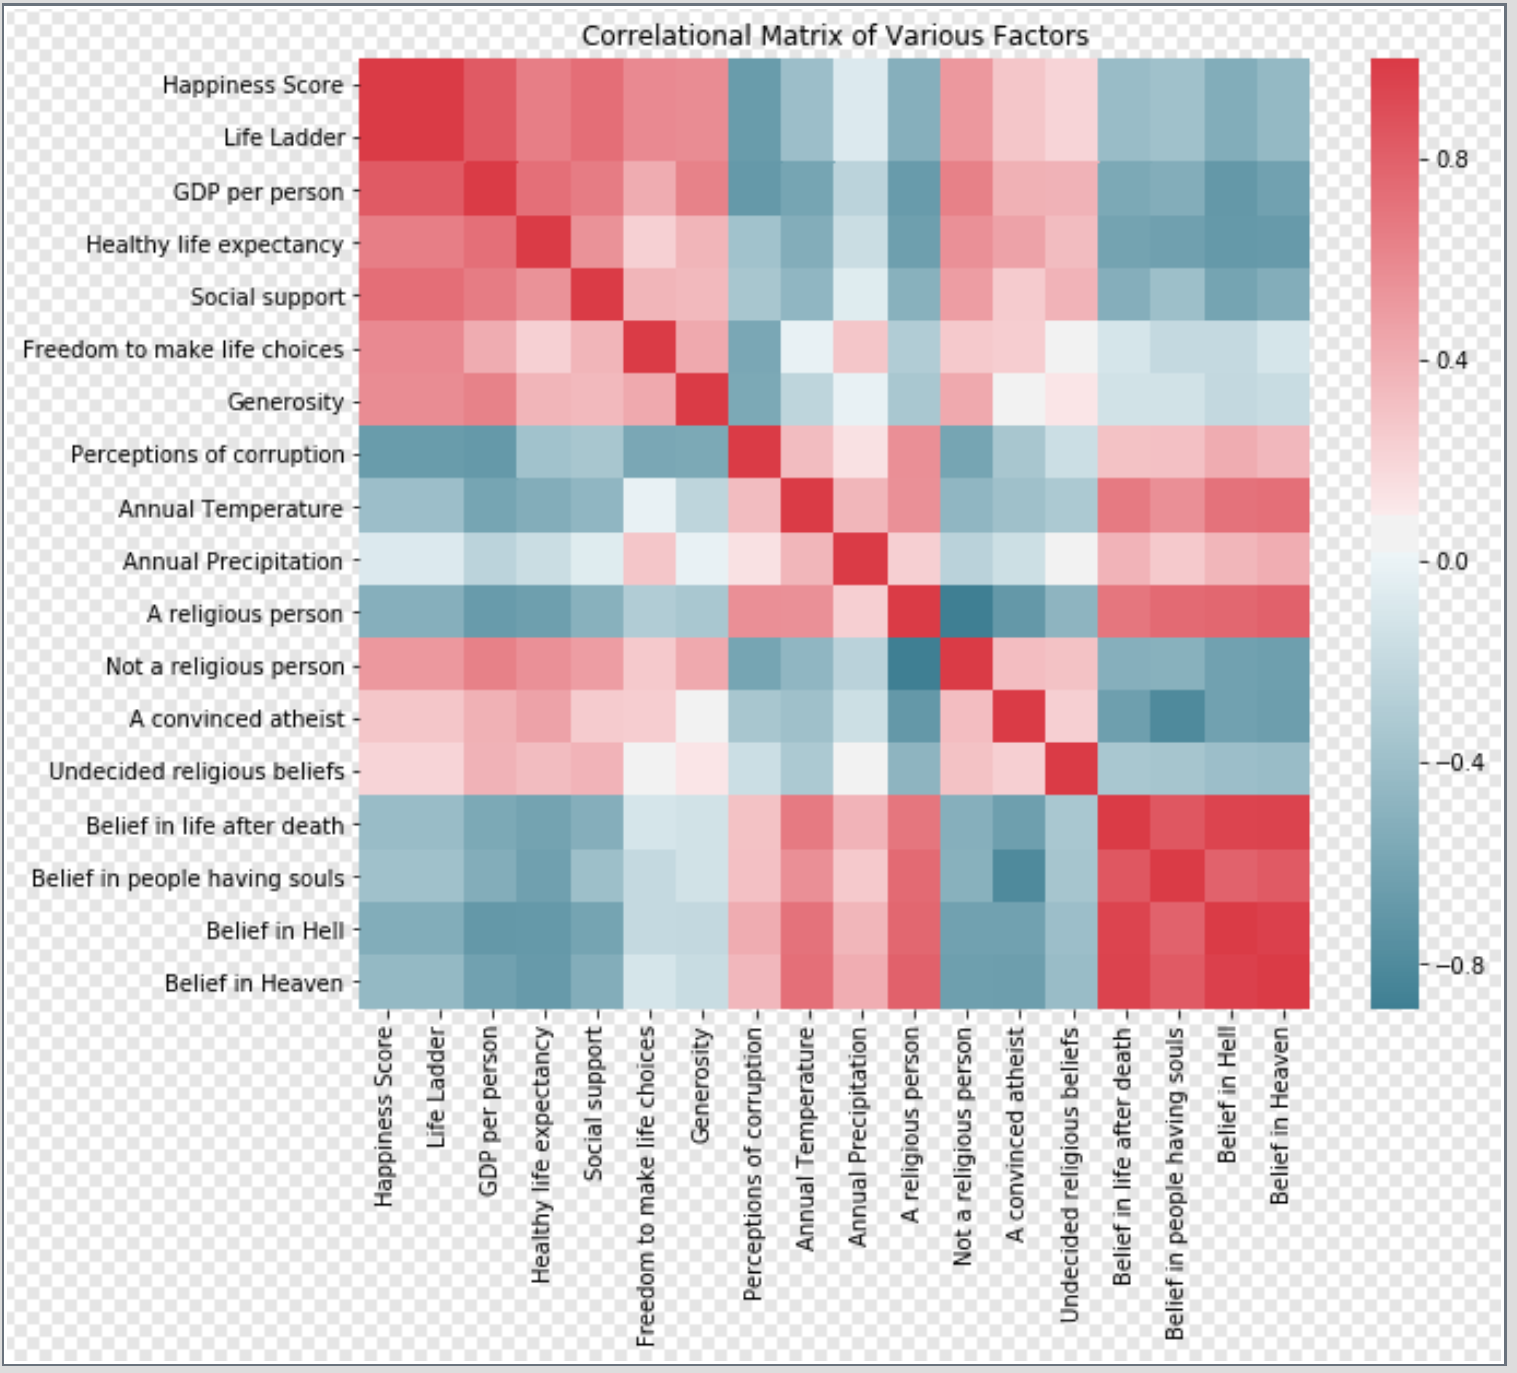 Correlational Matrix of Various Factors
Happiness Score
Life Ladder
GDP per person
Healthy life expectancy
Social support
Freedom to make life choices
Generosity
Perceptions of corruption
Annual Temperature
Annual Precipitation
A religious person
Not a religious person
A convinced atheist
Undecided religious beliefs
Belief in life after death
Belief in people having souls
Belief in Hell
Belief in Heaven
Happiness Score
Life Ladder
GDP per person
Healthy life expectancy
Social support
Freedom to make life choices
Generosity
Perceptions of corruption
Annual Temperature
Annual Precipitation
A religious person
Not a religious person
A convinced atheist
Undecided religious beliefs
Belief in life after death
Belief in people having souls
Belief in Hell
Belief in Heaven
0.8
0.4
0.0
−0.4
−0.8